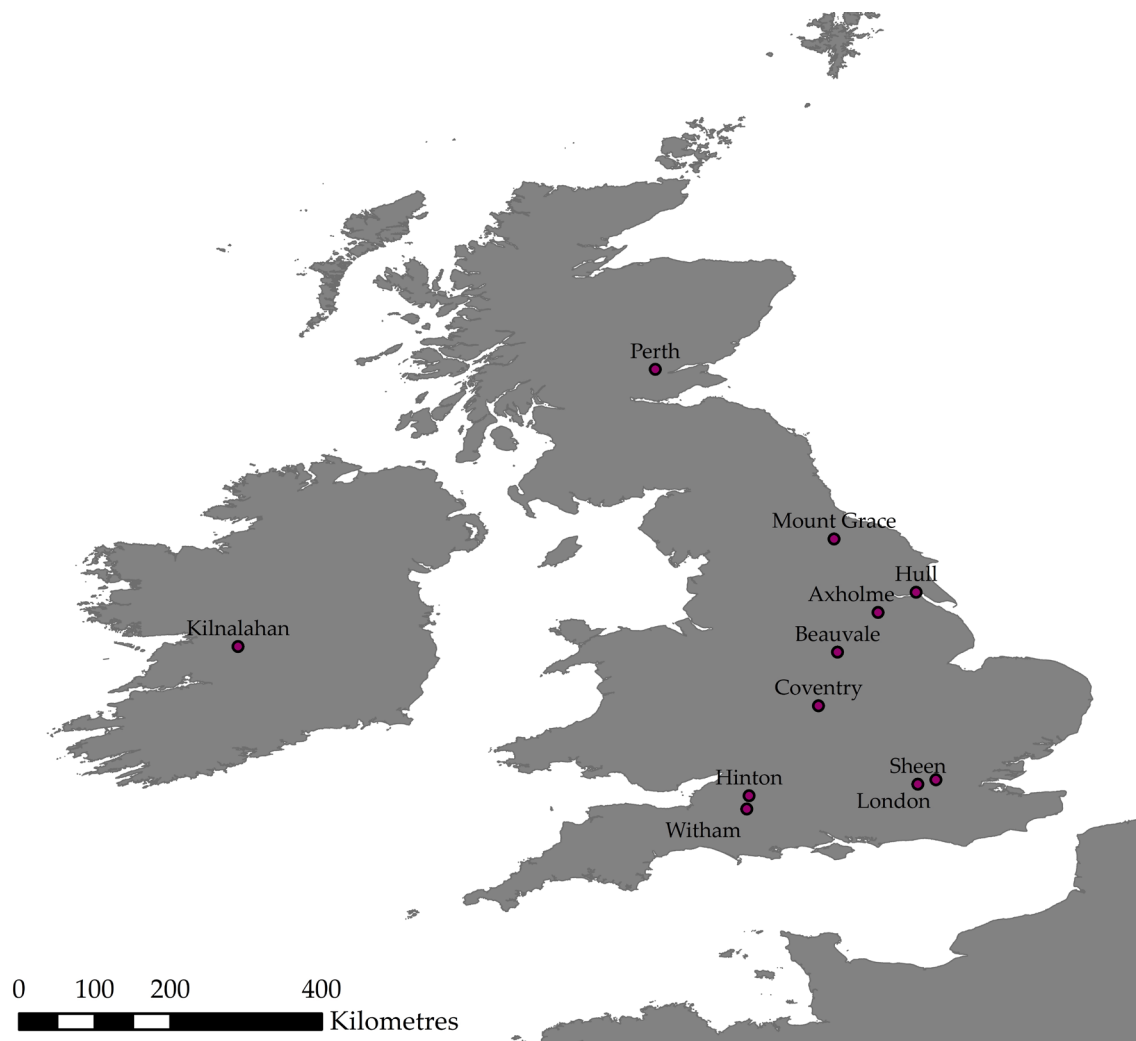 Perth
Mount Grace
Hull
Axholme
Kilnalahan
Beauvale
Coventry
Sheen
Hinton
London
Witham
0 100 200 400
Kilometres